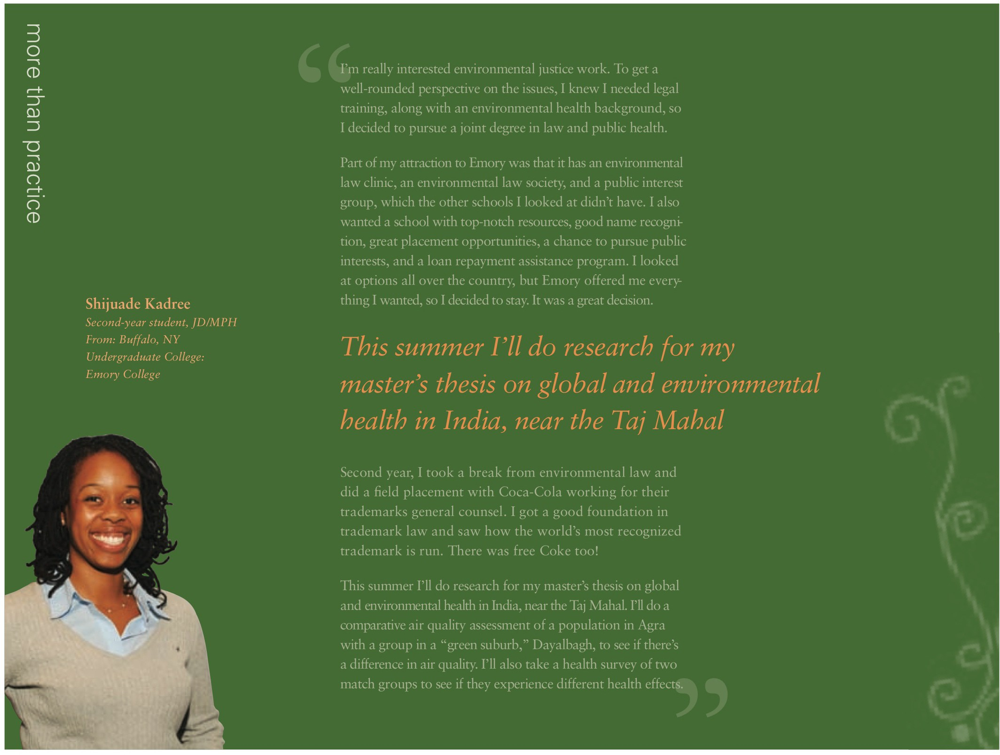 more than practice
Shijuade Kadree
Second-year student, JD/MPH
From: Buffalo, NY
Undergraduate College:
Emory College
“I’m really interested environmental justice work. To get a
well-rounded perspective on the issues, I knew I needed legal
training, along with an environmental health background, so
I decided to pursue a joint degree in law and public health.
Part of my attraction to Emory was that it has an environmental
law clinic, an environmental law society, and a public interest
group, which the other schools I looked at didn’t have. I also
wanted a school with top-notch resources, good name recogni-
tion, great placement opportunities, a chance to pursue public
interests, and a loan repayment assistance program. I looked
at options all over the country, but Emory offered me every-
thing I wanted, so I decided to stay. It was a great decision.
This summer I’ll do research for my
master’s thesis on global and environmental
health in India, near the Taj Mahal
Second year, I took a break from environmental law and
did a field placement with Coca-Cola working for their
trademarks general counsel. I got a good foundation in
trademark law and saw how the world’s most recognized
trademark is run. There was free Coke too!
This summer I’ll do research for my master’s thesis on global
and environmental health in India, near the Taj Mahal. I’ll do a
comparative air quality assessment of a population in Agra
with a group in a “green suburb,” Dayalbagh, to see if there’s
a difference in air quality. I’ll also take a health survey of two
match groups to see if they experience different health effects.”